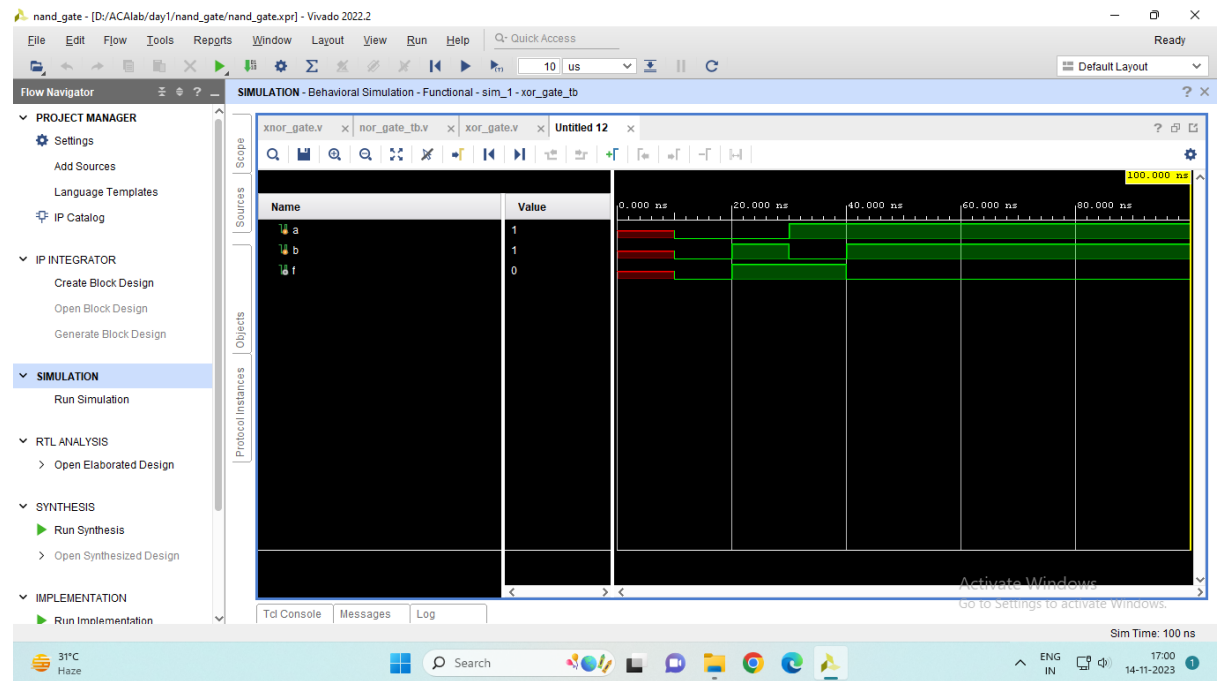 nand_gate - [D:/ACAlab/day1/nand_gate/nand_gate.xpr] - Vivado 2022.2
File Edit Flow Tools Reports Window Layout View Run Help Q- Quick Access Ready
10 us Default Layout
Flow Navigator ? SIMULATION - Behavioral Simulation - Functional - sim_1 - xor_gate_tb ? ×
PROJECT MANAGER
Settings
Add Sources
Language Templates
IP Catalog
IP INTEGRATOR
Create Block Design
Open Block Design
Generate Block Design
SIMULATION
Run Simulation
RTL ANALYSIS
Open Elaborated Design
SYNTHESIS
Run Synthesis
Open Synthesized Design
IMPLEMENTATION
Run Implementation
Scope
Sources
Objects
Protocol Instances
xnor_gate.v × nor_gate_tb.v × xor_gate.v × Untitled 12 × ?
100.000 ns
Name Value 0.000 ns 20.000 ns 40.000 ns 60.000 ns 80.000 ns
a 1
b 1
f 0
Activate Windows
Go to Settings to activate Windows.
Tcl Console Messages Log
Sim Time: 100 ns
31°C
Haze
Search
ENG
IN
17:00
14-11-2023
1